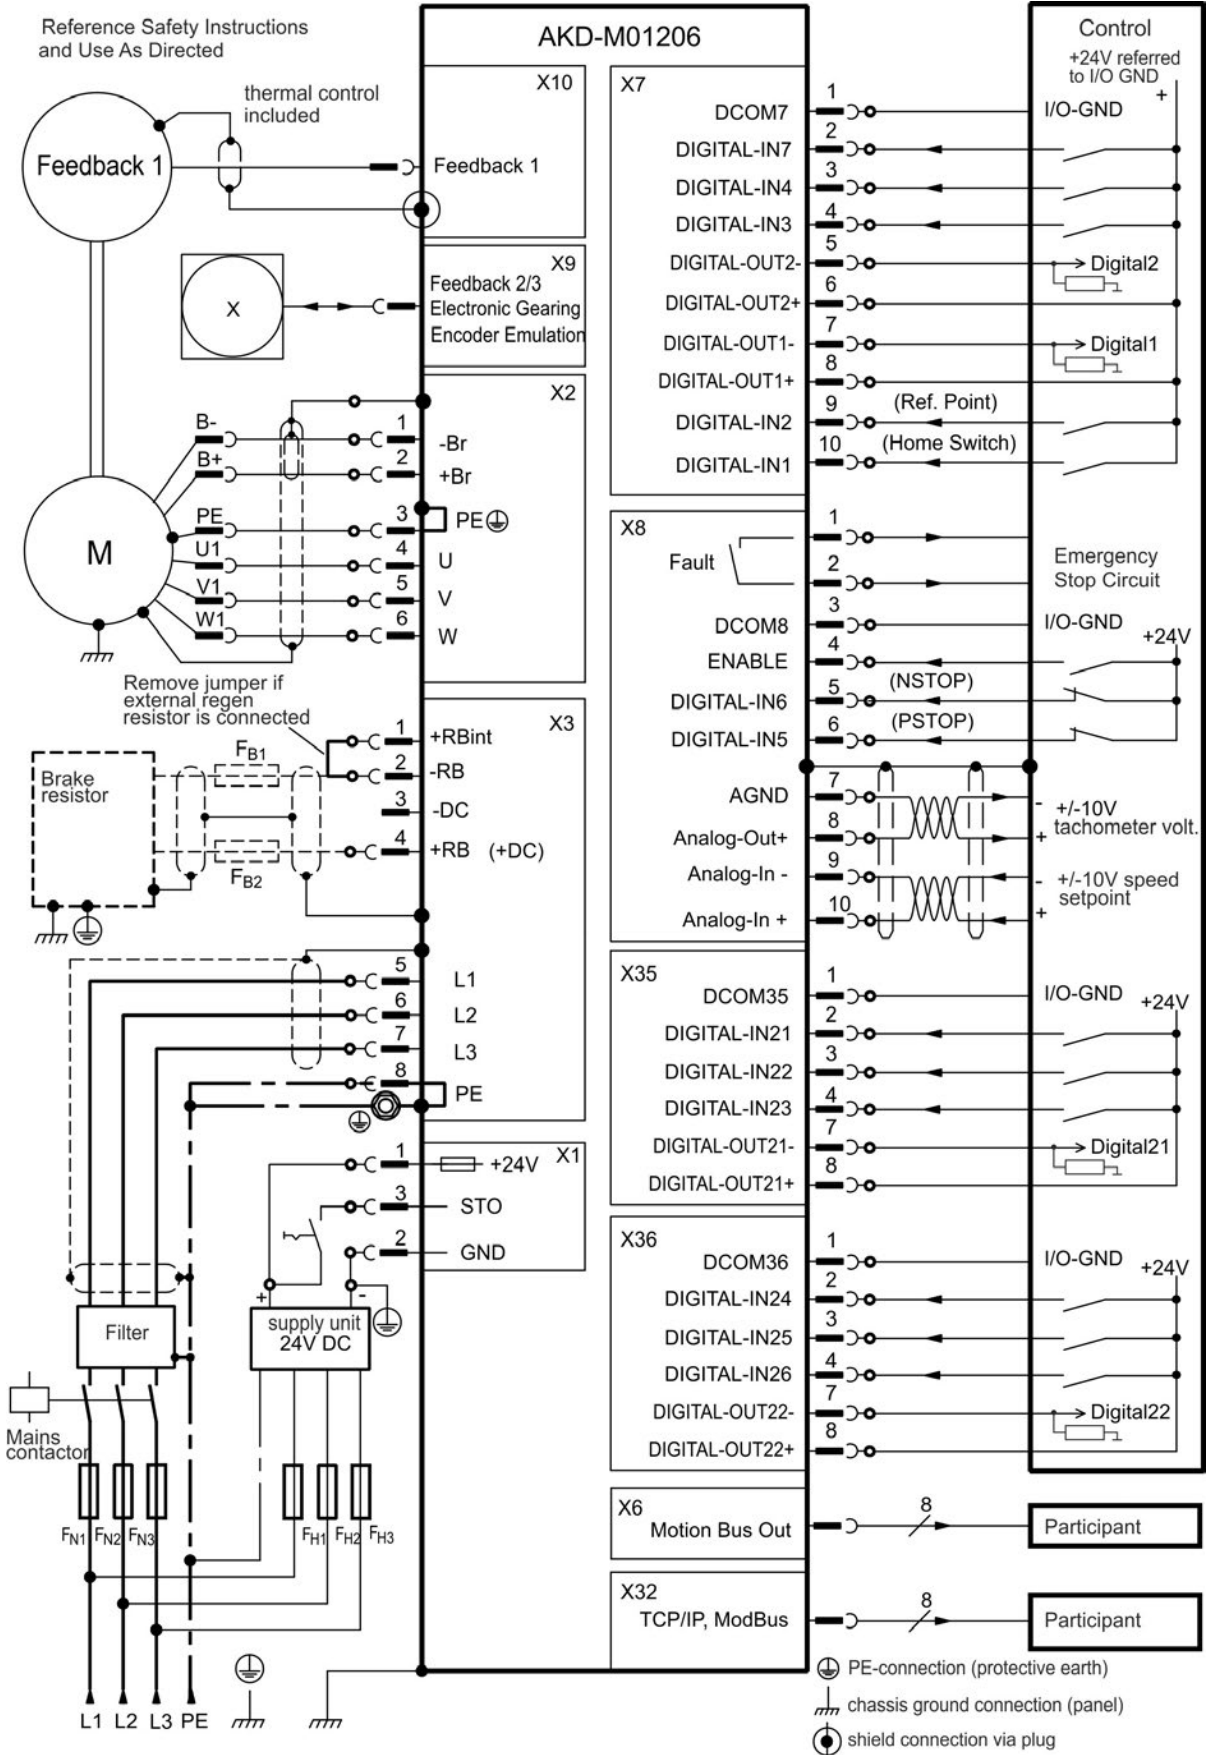 Reference Safety Instructions
and Use As Directed
AKD-M01206
Feedback 1
thermal control
included
X10
Feedback 1
X9
Feedback 2/3
Electronic Gearing
Encoder Emulation
X
X2
B-
1
-Br
B+
2
+Br
PE
3
PE
U1
4
U
V1
5
V
W1
6
W
M
Remove jumper if
external regen
resistor is connected
X3
Brake
resistor
FB1
FB2
1
+RBint
2
-RB
3
-DC
4
+RB (+DC)
5
L1
6
L2
7
L3
8
PE
X1
1
+24V
3
STO
2
GND
+
-
supply unit
24V DC
Filter
Mains
contactor
FN1
FN2
FN3
FH1
FH2
FH3
L1
L2
L3
PE
X7
DCOM7
1
DIGITAL-IN7
2
DIGITAL-IN4
3
DIGITAL-IN3
4
DIGITAL-OUT2-
5
DIGITAL-OUT2+
6
DIGITAL-OUT1-
7
DIGITAL-OUT1+
8
DIGITAL-IN2
9
(Ref. Point)
DIGITAL-IN1
10
(Home Switch)
Control
+24V referred
to I/O GND
+
I/O-GND
Digital2
Digital1
X8
Fault
1
2
Emergency
Stop Circuit
DCOM8
3
I/O-GND
+24V
ENABLE
4
DIGITAL-IN6
5
(NSTOP)
DIGITAL-IN5
6
(PSTOP)
AGND
7
-
Analog-Out+
8
+
+/-10V
tachometer volt.
Analog-In -
9
-
Analog-In +
10
+
+/-10V speed
setpoint
X35
DCOM35
1
I/O-GND
+24V
DIGITAL-IN21
2
DIGITAL-IN22
3
DIGITAL-IN23
4
DIGITAL-OUT21-
7
Digital21
DIGITAL-OUT21+
8
X36
DCOM36
1
I/O-GND
+24V
DIGITAL-IN24
2
DIGITAL-IN25
3
DIGITAL-IN26
4
DIGITAL-OUT22-
7
Digital22
DIGITAL-OUT22+
8
X6
Motion Bus Out
8
Participant
X32
TCP/IP, ModBus
8
Participant
PE-connection (protective earth)
chassis ground connection (panel)
shield connection via plug